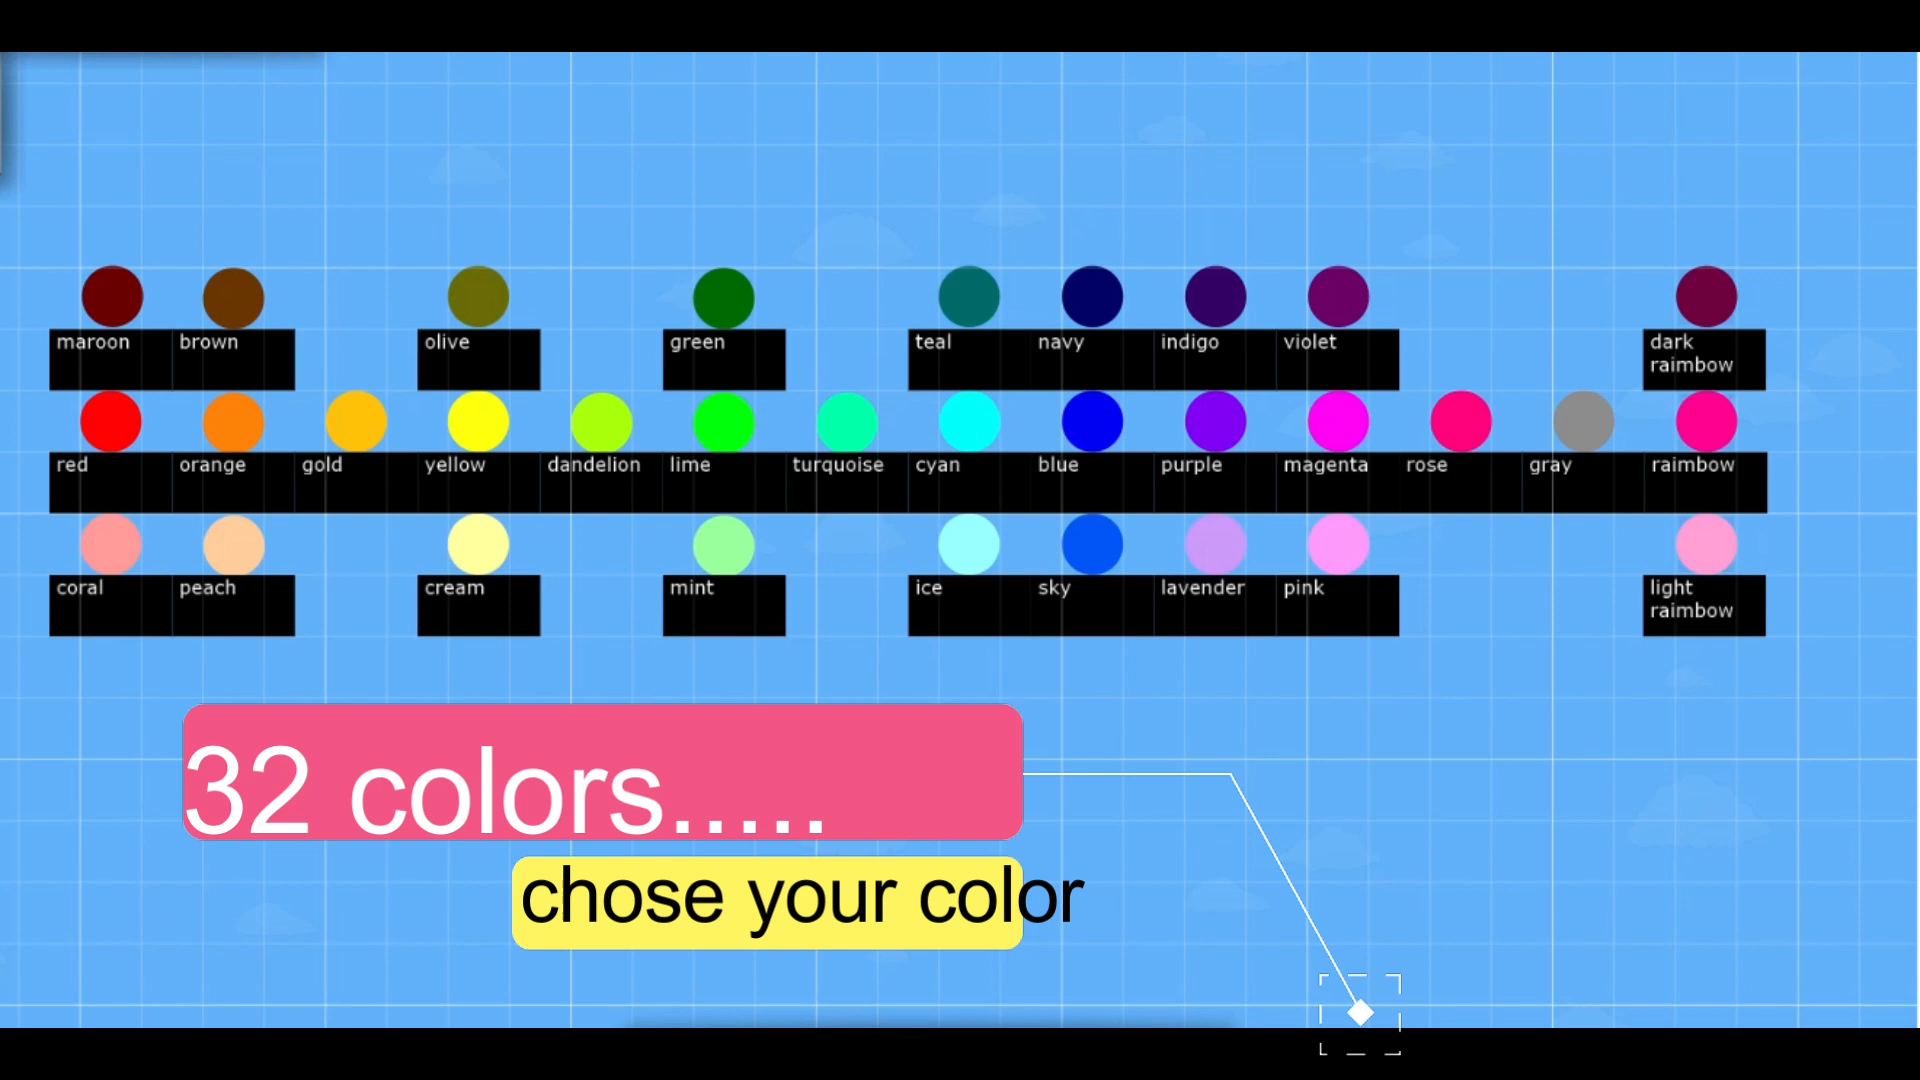 maroon brown olive green teal navy indigo violet dark
raimbow
red orange gold yellow dandelion lime turquoise cyan blue purple magenta rose gray raimbow
coral peach cream mint ice sky lavender pink light
raimbow
32 colors.....
chose your color